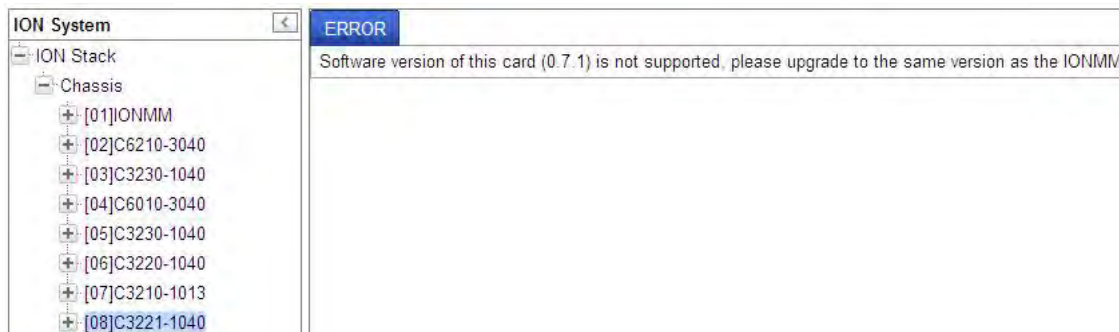 ION System
ION Stack
Chassis
[01]IONMM
[02]C6210-3040
[03]C3230-1040
[04]C6010-3040
[05]C3230-1040
[06]C3220-1040
[07]C3210-1013
[08]C3221-1040
ERROR
Software version of this card (0.7.1) is not supported, please upgrade to the same version as the IONMM